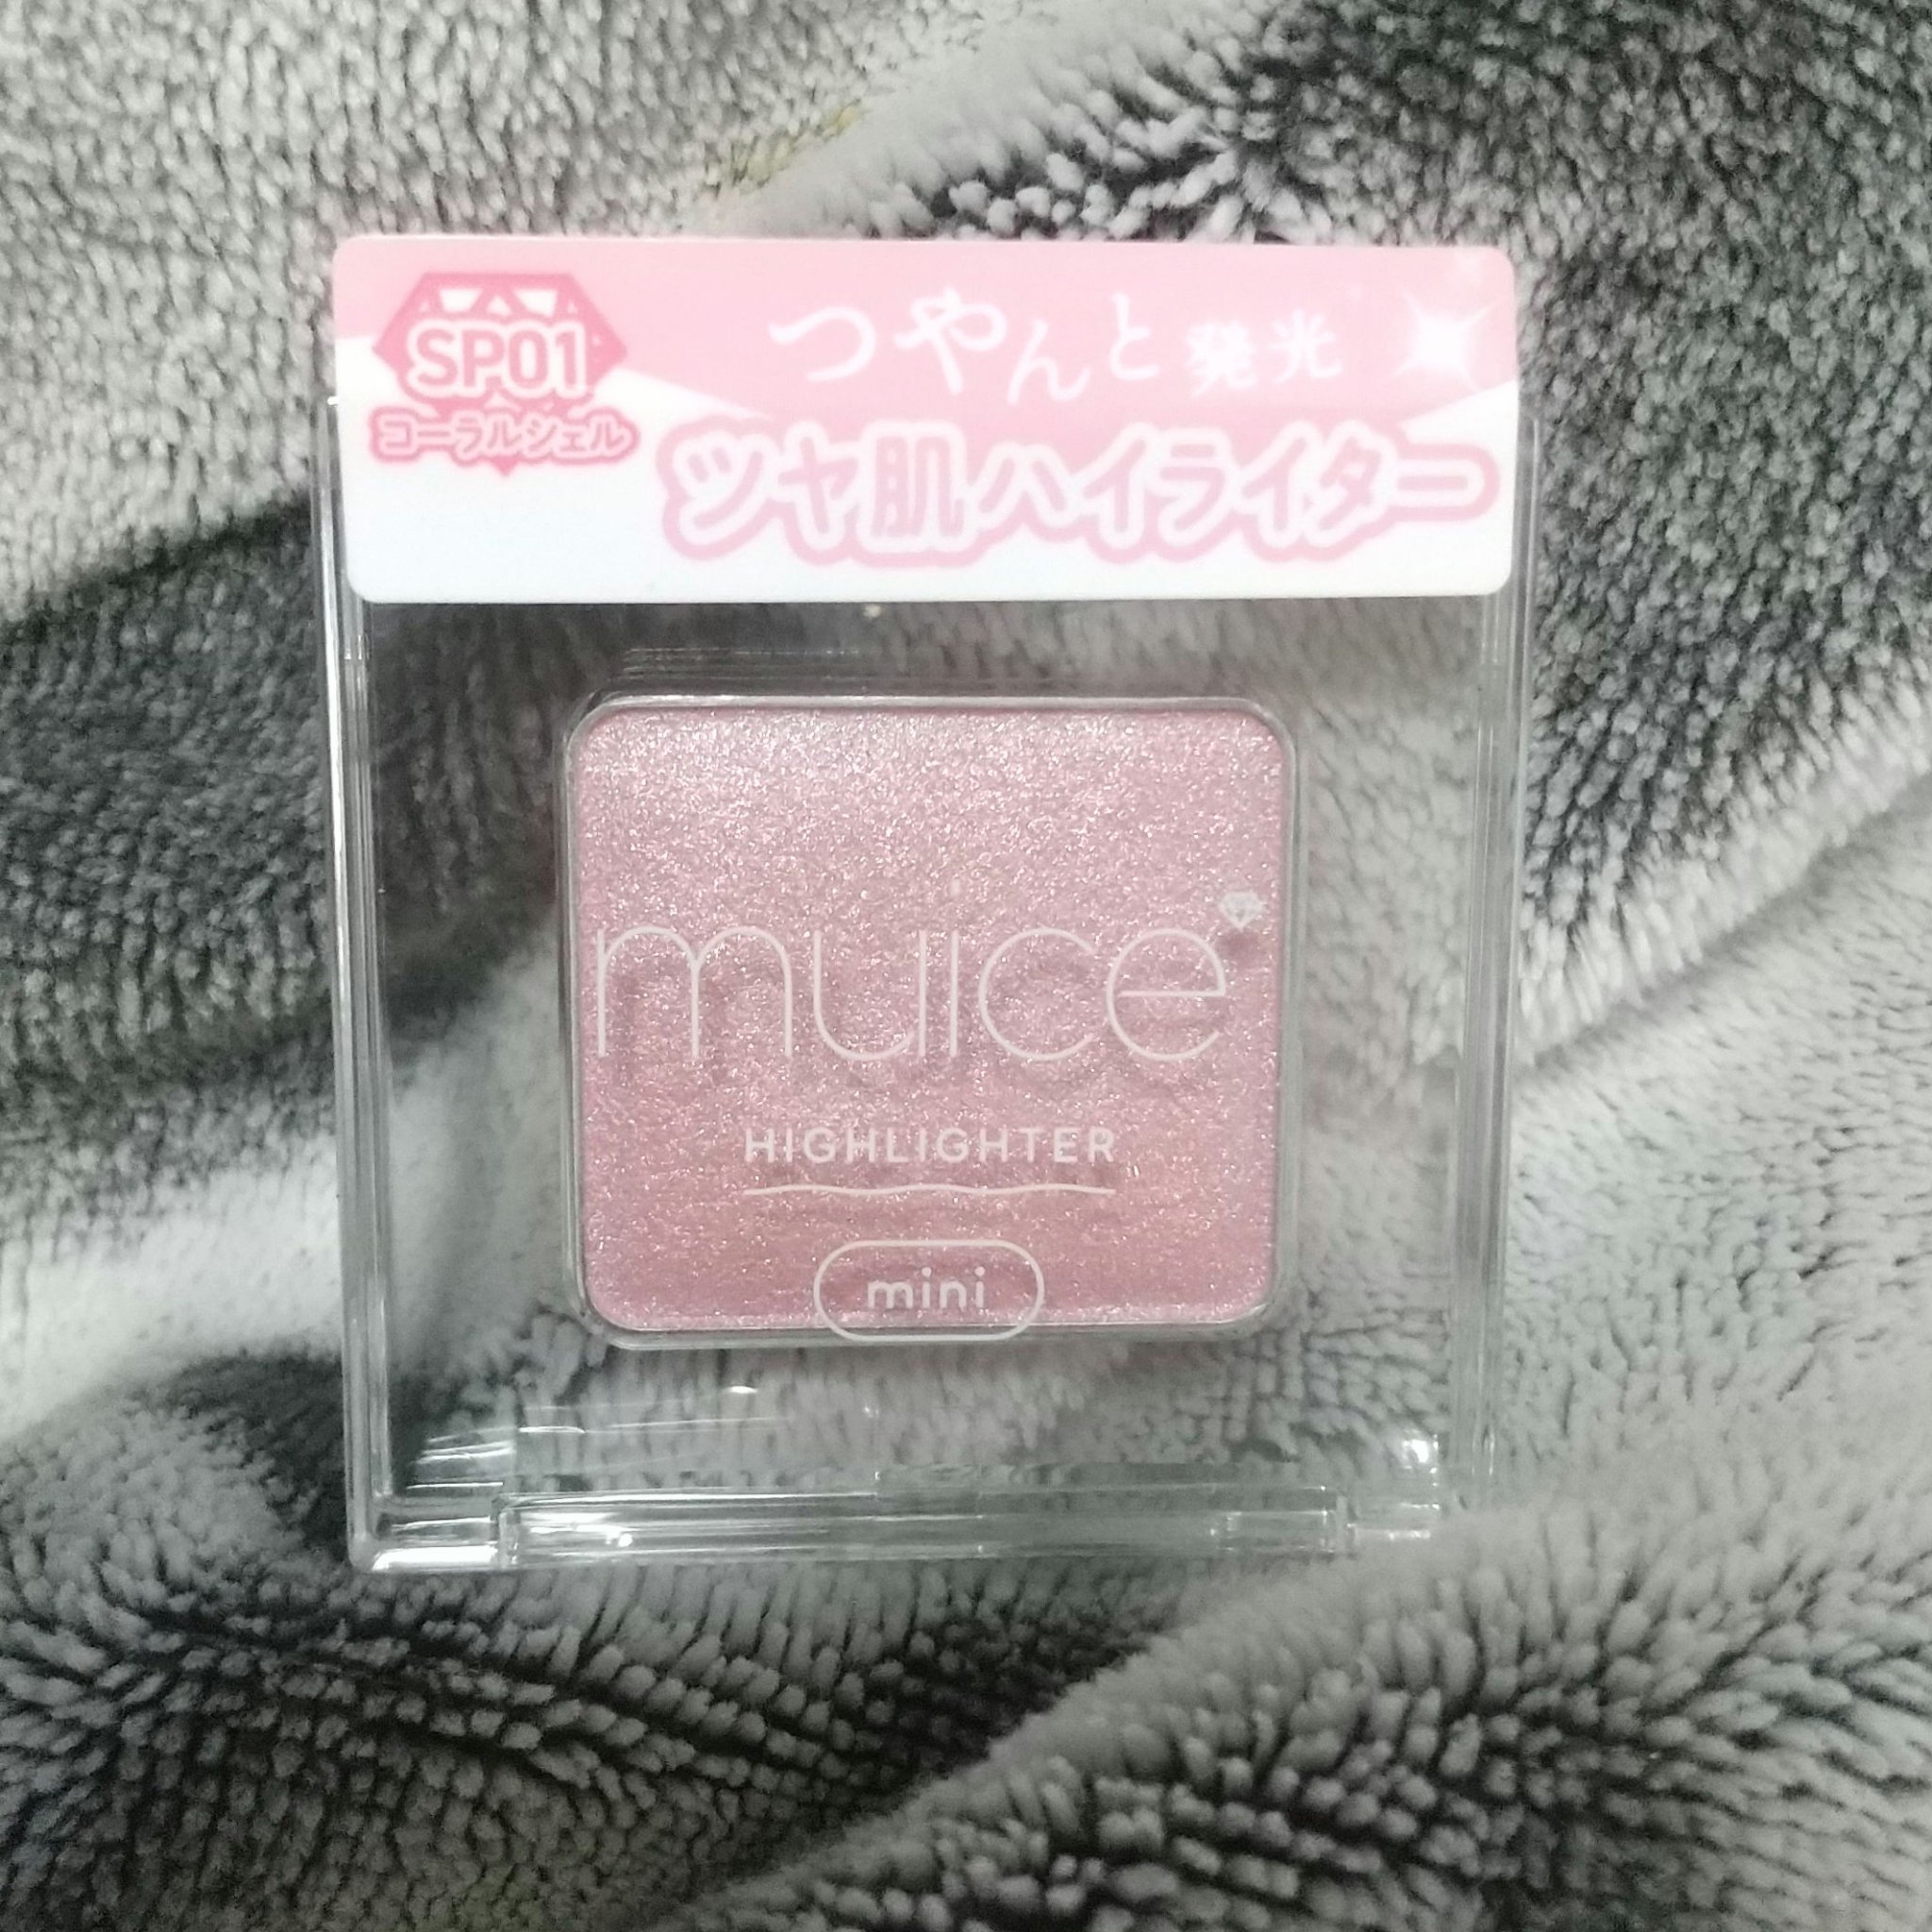 SP01
コーラルシェル
つやんと発光
ツヤ肌ハイライター
muice
HIGHLIGHTER
mini